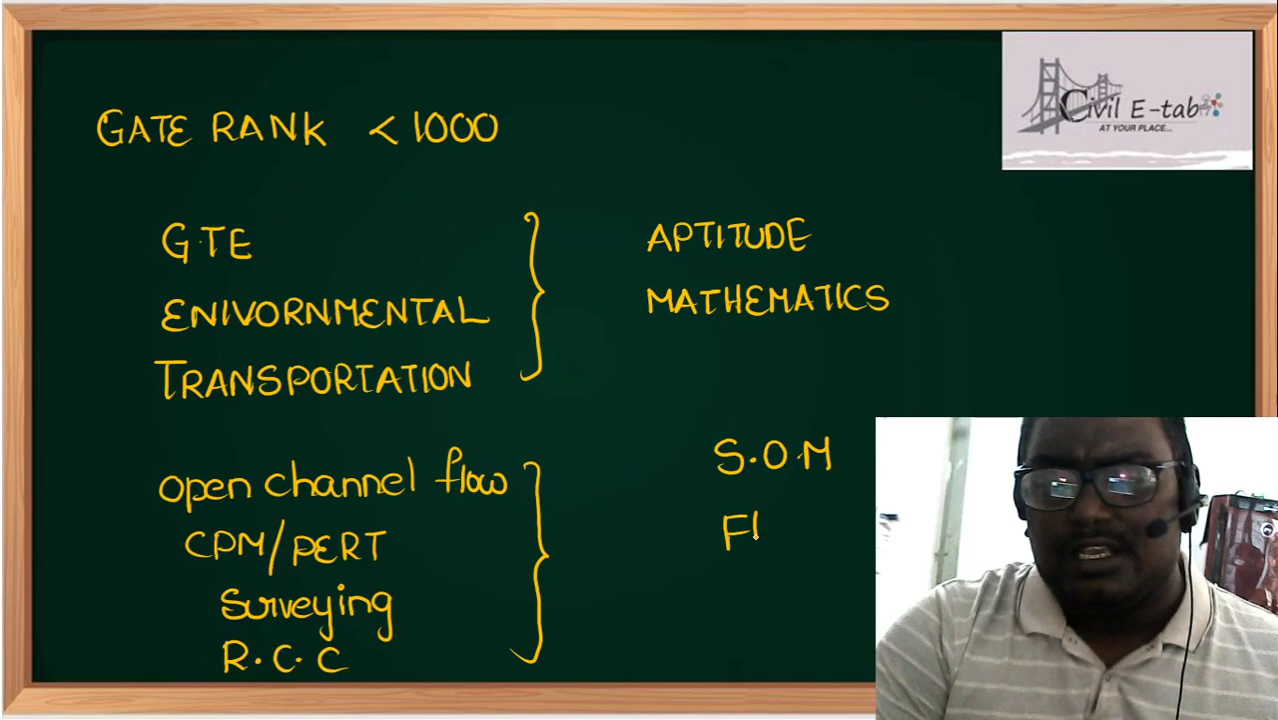 GATE RANK < 1000
Civil E-tab
AT YOUR PLACE...
G.TE
ENIVORNMENTAL
TRANSPORTATION
APTITUDE
MATHEMATICS
open channel flow
CPM/PERT
Surveying
R.C.C
S.O.M
Fl